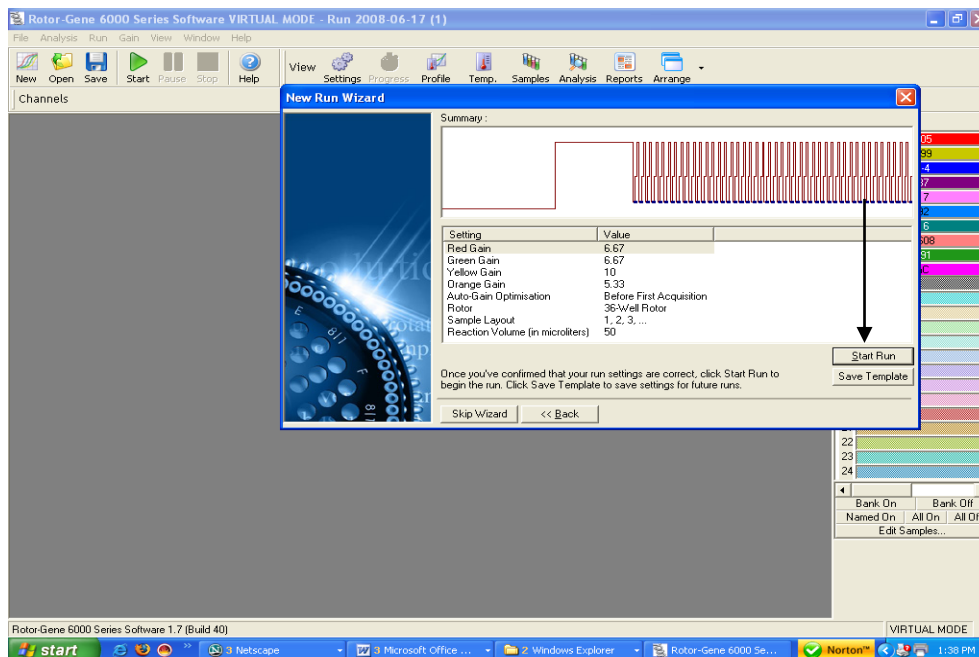 Rotor-Gene 6000 Series Software VIRTUAL MODE - Run 2008-06-17 (1)
File Analysis Run Gain View Window Help
New Open Save Start Pause Stop Help View Settings Progress Profile Temp. Samples Analysis Reports Arrange
Channels
New Run Wizard
Summary :
Setting Value
Red Gain 6.67
Green Gain 6.67
Yellow Gain 10
Orange Gain 5.33
Auto-Gain Optimisation Before First Acquisition
Rotor 36-Well Rotor
Sample Layout 1, 2, 3, ...
Reaction Volume (in microliters) 50
Start Run
Once you've confirmed that your run settings are correct, click Start Run to
begin the run. Click Save Template to save settings for future runs.
Save Template
Skip Wizard << Back
22
23
24
Bank On Bank Off
Named On All On All Of
Edit Samples...
Rotor-Gene 6000 Series Software 1.7 (Build 40) VIRTUAL MODE
start 3 Netscape 3 Microsoft Office ... 2 Windows Explorer Rotor-Gene 6000 Se... Norton™ 1:38 PM